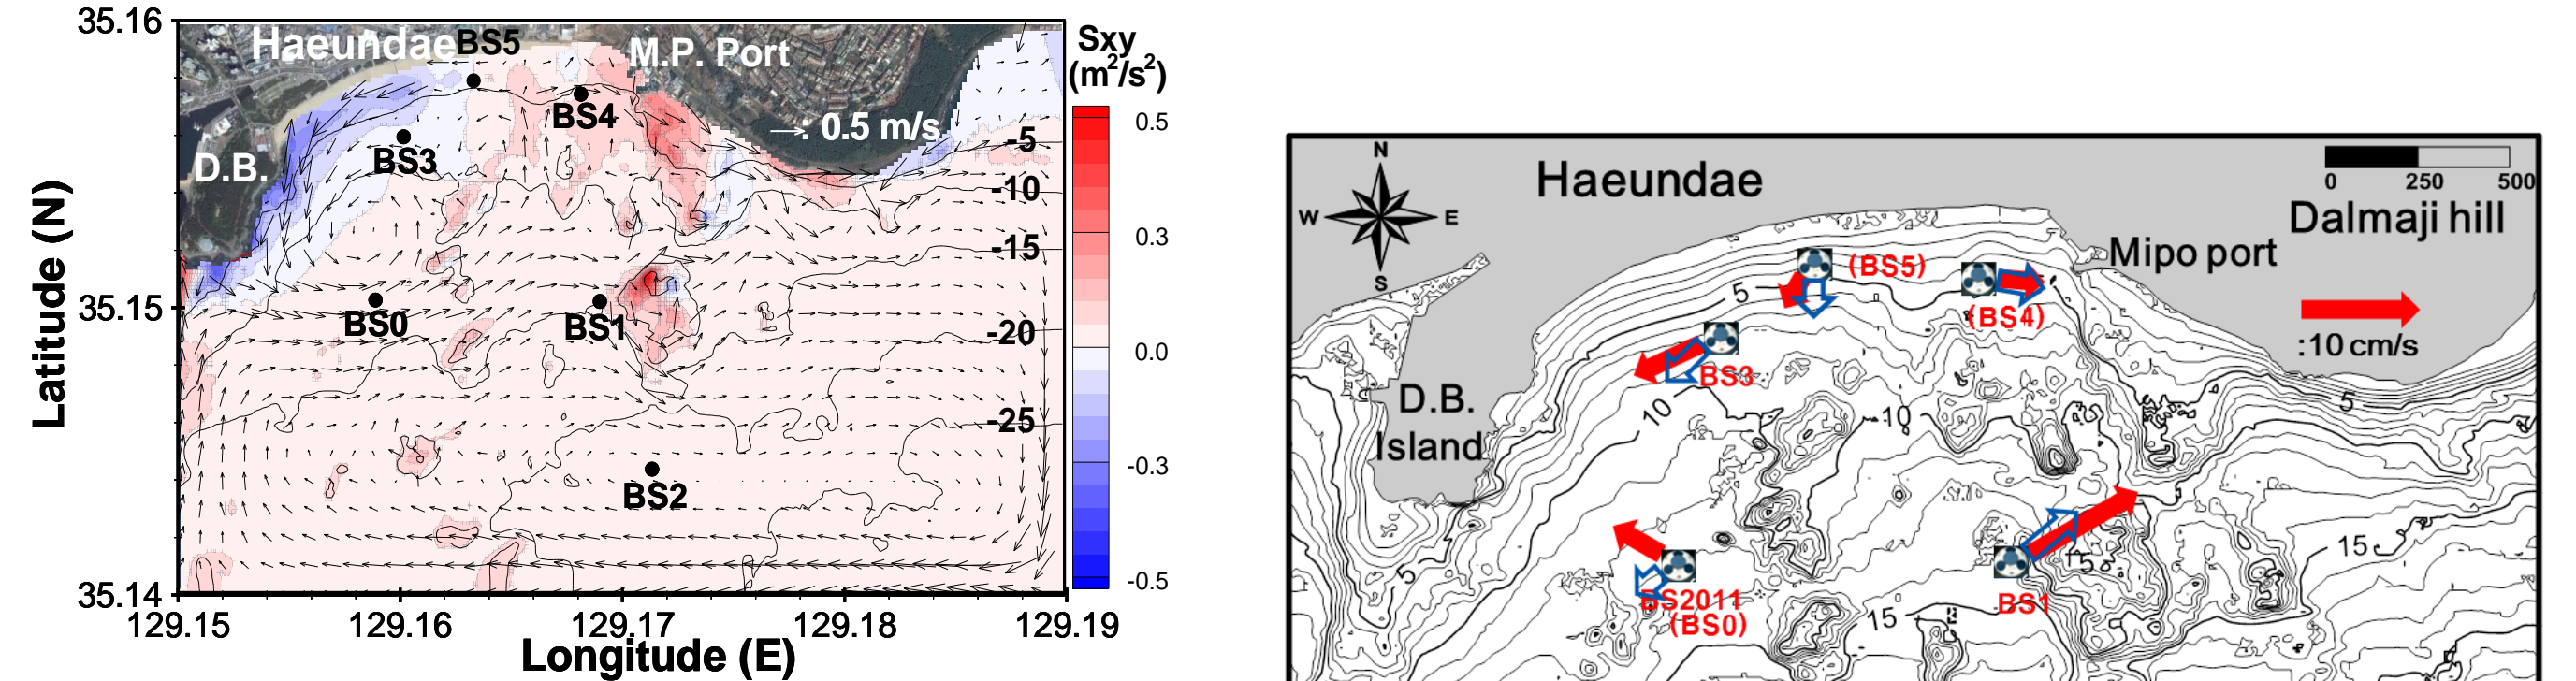 35.16
35.15
35.14
Latitude (N)
129.15
129.16
129.17
129.18
129.19
Longitude (E)
Haeundae
BS5
M.P. Port
BS4
BS3
D.B.
: 0.5 m/s
-5
-10
-15
-20
-25
BS0
BS1
BS2
Sxy
(m²/s²)
0.5
0.3
0.0
-0.3
-0.5
N
W
E
S
Haeundae
0
250
500
Dalmaji hill
Mipo port
:10 cm/s
(BS5)
(BS4)
BS3
5
10
10
5
D.B.
Island
5
BS2011
(BS0)
BS1
15
15
15